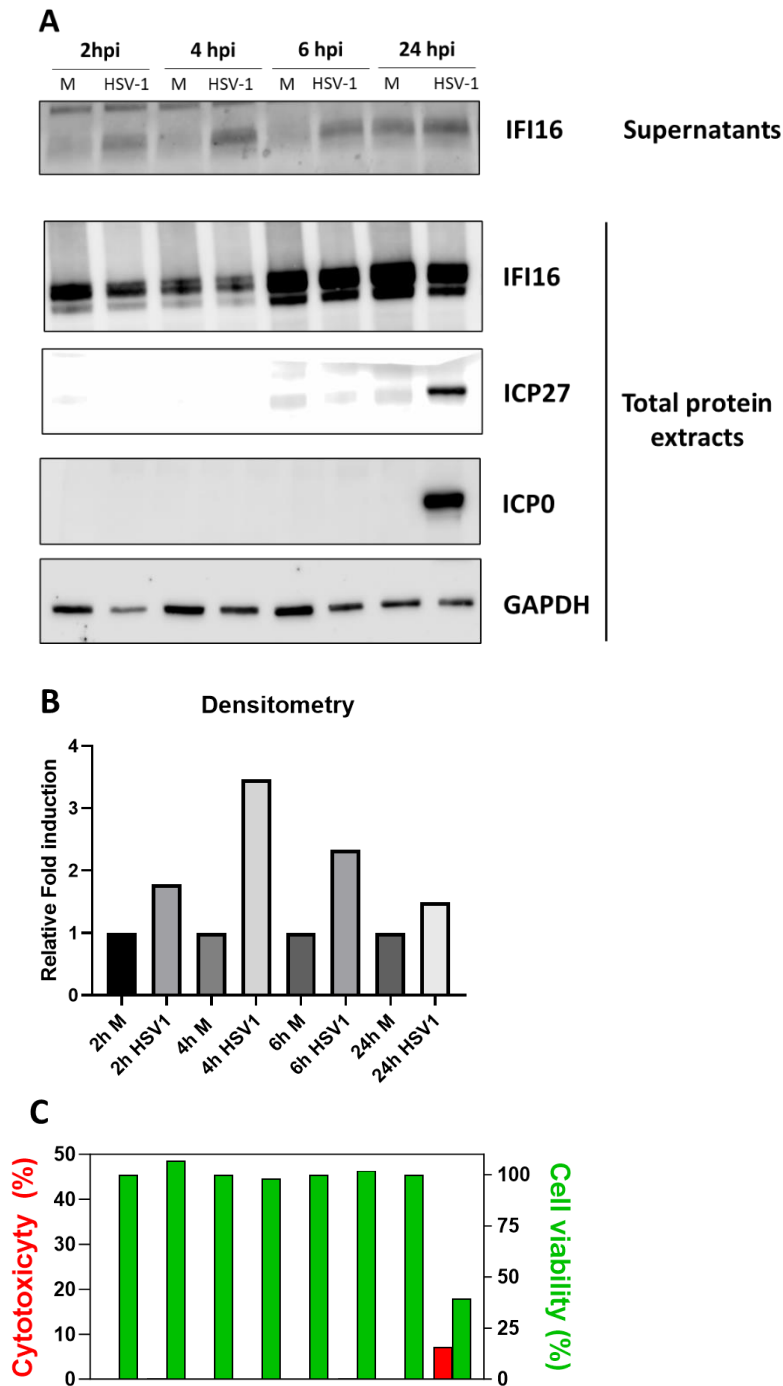 A
2hpi 4 hpi 6 hpi 24 hpi
M HSV-1 M HSV-1 M HSV-1 M HSV-1
IFI16 Supernatants
IFI16
ICP27
Total protein
extracts
ICP0
GAPDH
B
Densitometry
Relative Fold induction
4
3
2
1
0
2h M
2h HSV1
4h M
4h HSV1
6h M
6h HSV1
24h M
24h HSV1
C
Cytotoxicyty (%)
50
40
30
20
10
0
100
75
50
25
0
Cell viability (%)